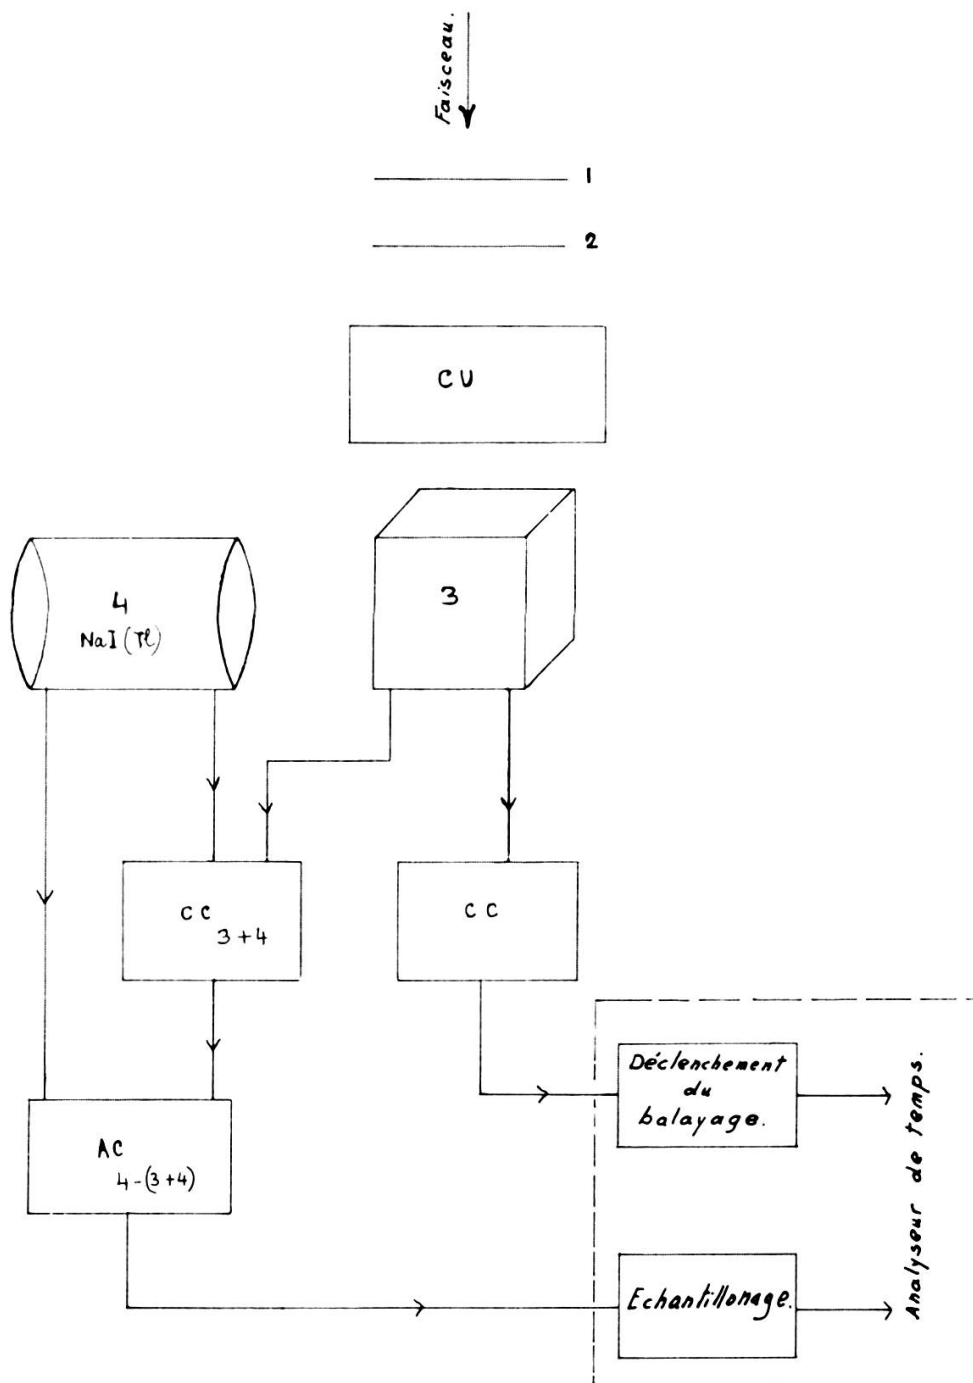 Faisceau.
1
2
CU
4
NaI(Tl)
3
CC 3+4
CC
Déclenchement
du
balayage.
AC
4-(3+4)
Echantillonage.
Analyseur de temps.